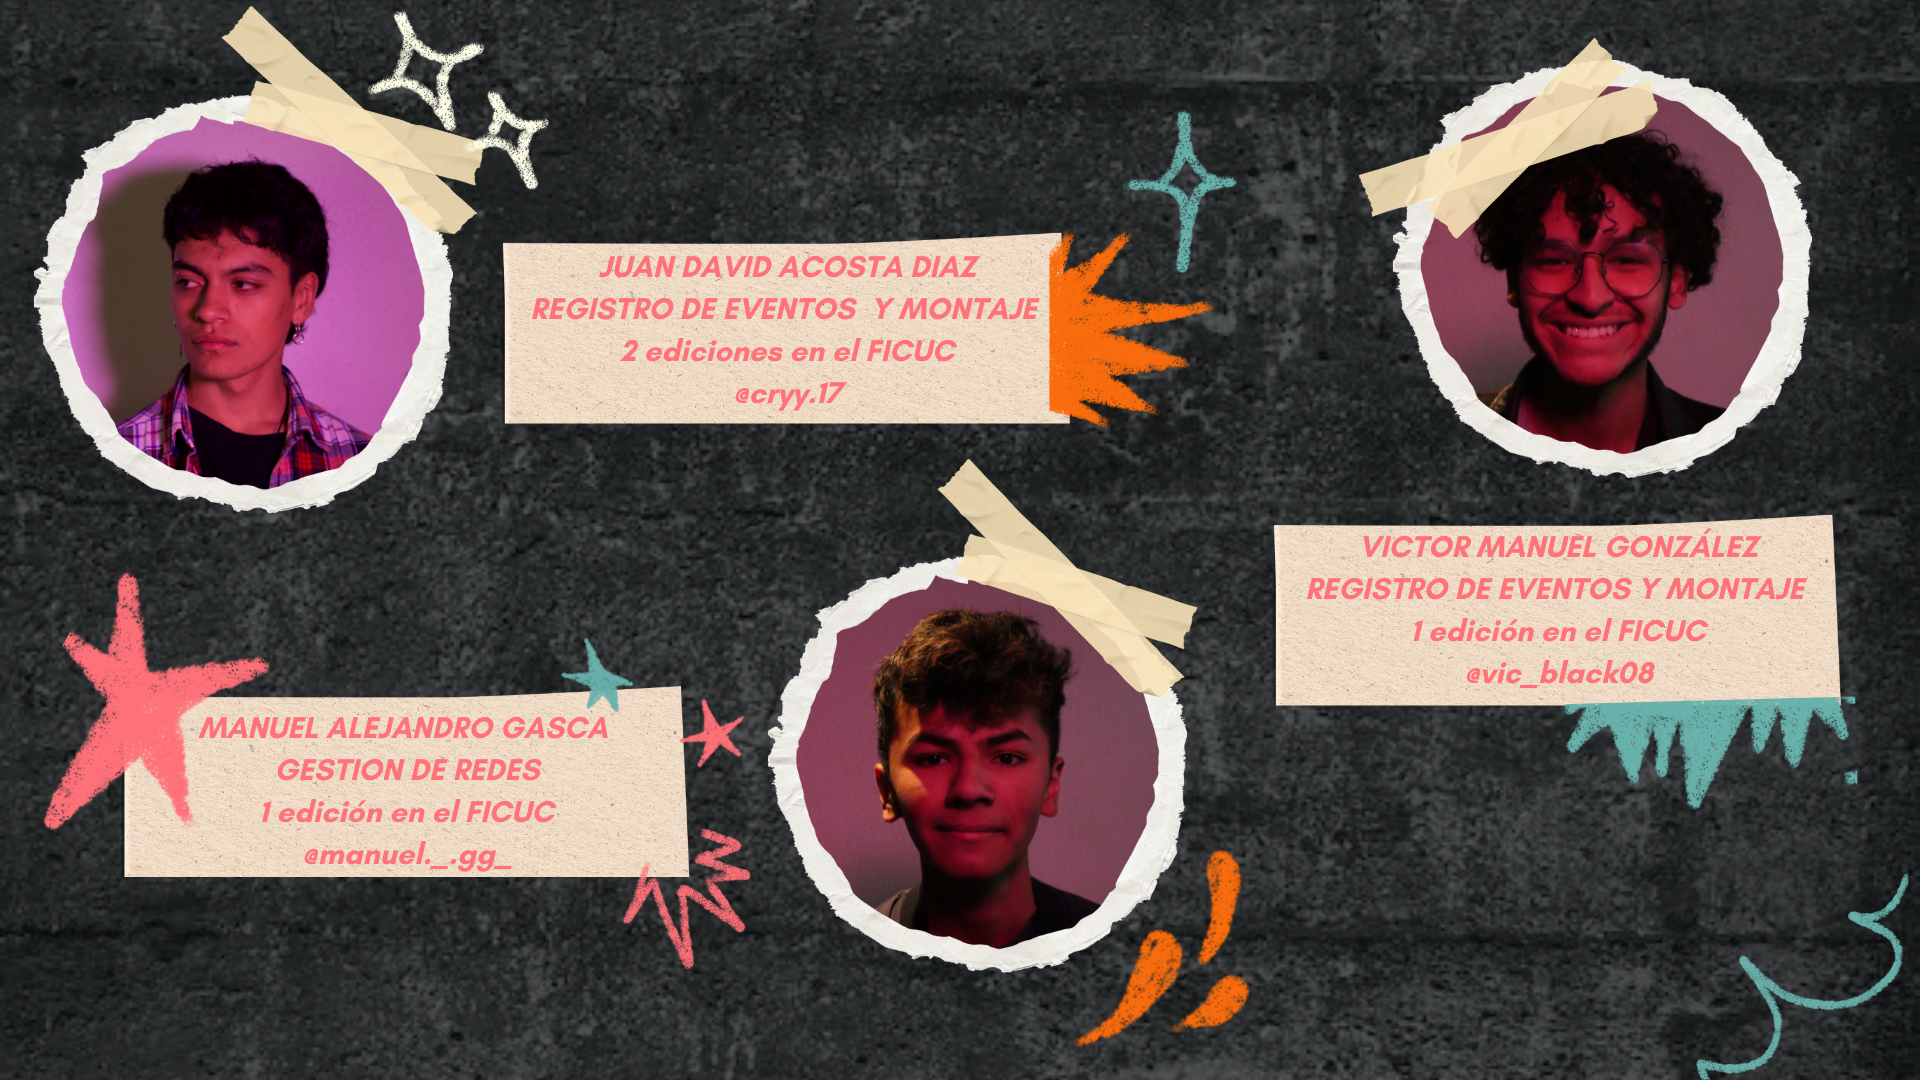 JUAN DAVID ACOSTA DIAZ
REGISTRO DE EVENTOS Y MONTAJE
2 ediciones en el FICUC
@cryy.17
VICTOR MANUEL GONZÁLEZ
REGISTRO DE EVENTOS Y MONTAJE
1 edición en el FICUC
@vic_black08
MANUEL ALEJANDRO GASCA
GESTION DE REDES
1 edición en el FICUC
@manuel._.gg_